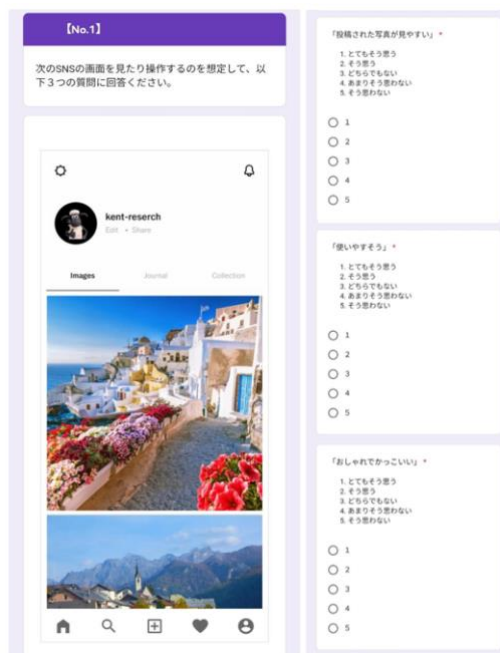 【No.1】
次のSNSの画面を見たり操作するのを想定して、以
下３つの質問に回答ください。
kent-reserch
Edit • Share
Images Journal Collection
「投稿された写真が見やすい」 *
1. とてもそう思う
2. そう思う
3. どちらでもない
4. あまりそう思わない
5. そう思わない
1
2
3
4
5
「使いやすそう」 *
1. とてもそう思う
2. そう思う
3. どちらでもない
4. あまりそう思わない
5. そう思わない
1
2
3
4
5
「おしゃれでかっこいい」 *
1. とてもそう思う
2. そう思う
3. どちらでもない
4. あまりそう思わない
5. そう思わない
1
2
3
4
5